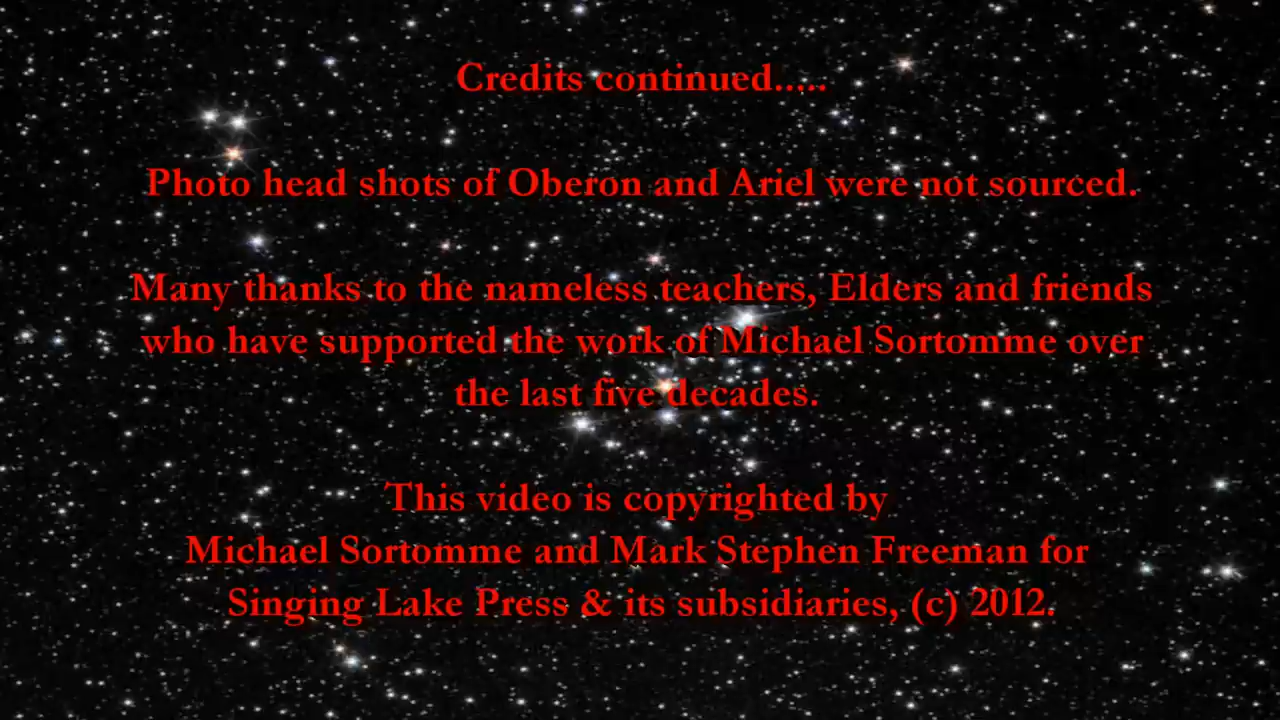 Credits continued.....
Photo head shots of Oberon and Ariel were not sourced.
Many thanks to the nameless teachers, Elders and friends
who have supported the work of Michael Sortomme over
the last five decades.
This video is copyrighted by
Michael Sortomme and Mark Stephen Freeman for
Singing Lake Press & its subsidiaries, (c) 2012.